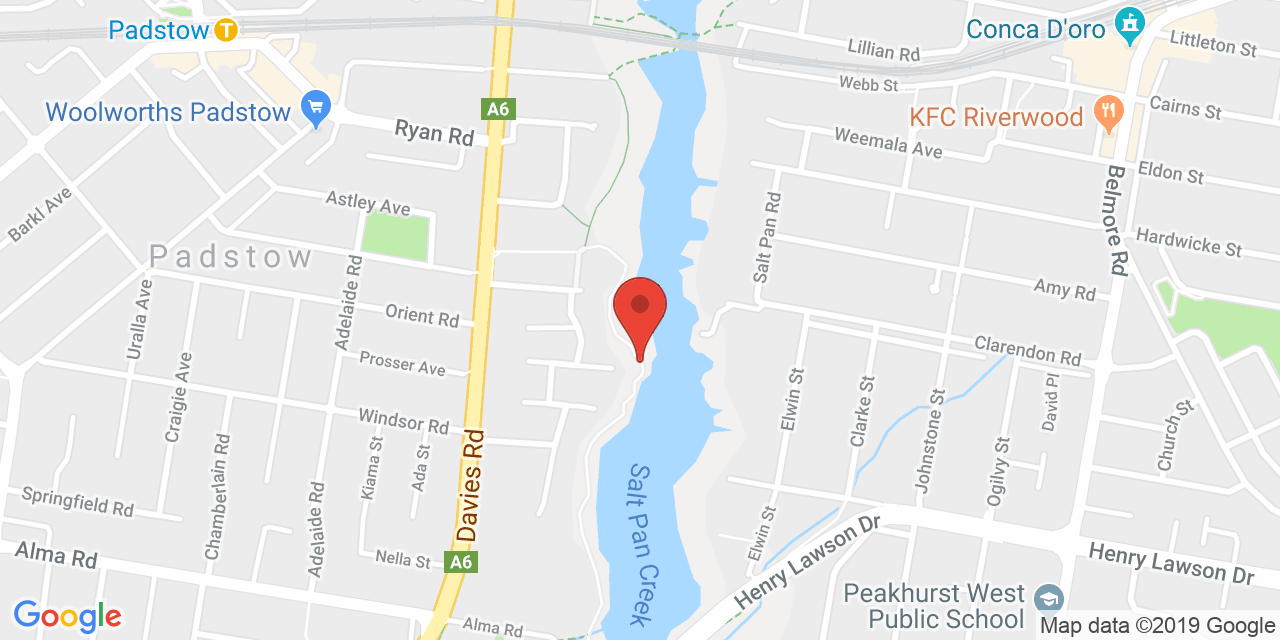 Padstow
T
Conca D'oro
Littleton St
Lillian Rd
Webb St
Woolworths Padstow
A6
Cairns St
KFC Riverwood
Ryan Rd
Weemala Ave
Eldon St
Barkl Ave
Astley Ave
Belmore Rd
Salt Pan Rd
Hardwicke St
Padstow
Adelaide Rd
Amy Rd
Uralla Ave
Orient Rd
Clarendon Rd
Prosser Ave
Craigie Ave
Elwin St
Clarke St
David Pl
Johnstone St
Church St
Windsor Rd
Kiama St
Ada St
Chamberlain Rd
Davies Rd
Ogilvy St
Springfield Rd
Adelaide Rd
Salt Pan Creek
Elwin St
Henry Lawson Dr
Alma Rd
Nella St
A6
Henry Lawson Dr
Peakhurst West
Public School
Google
Alma Rd
Map data ©2019 Google